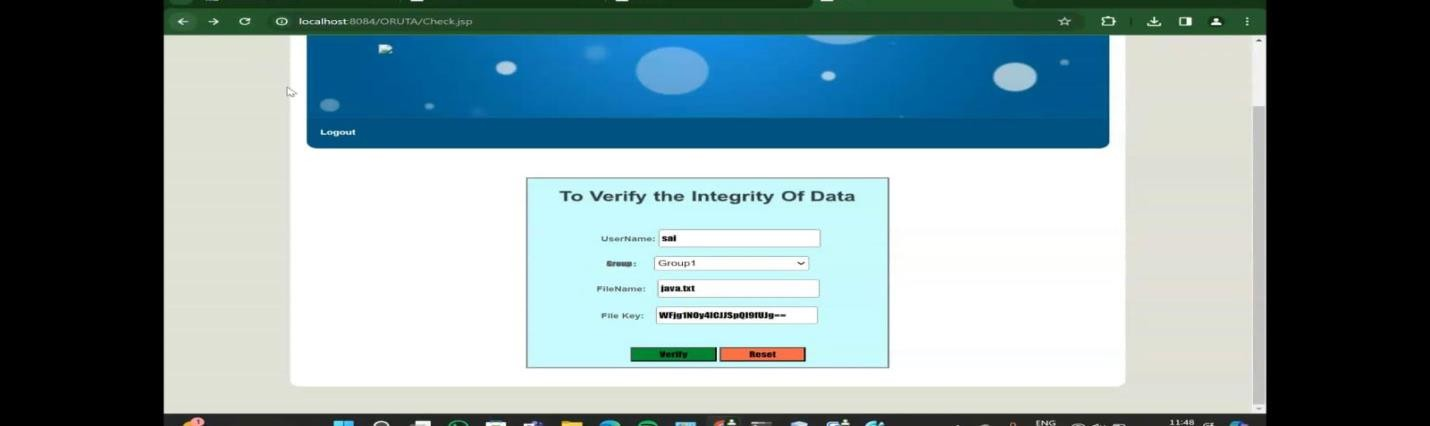 localhost:8084/ORUTA/Check.jsp
Logout
To Verify the Integrity Of Data
UserName: sai
Group: Group1
FileName: java.txt
File Key:
Verify Reset
ENG 11:48